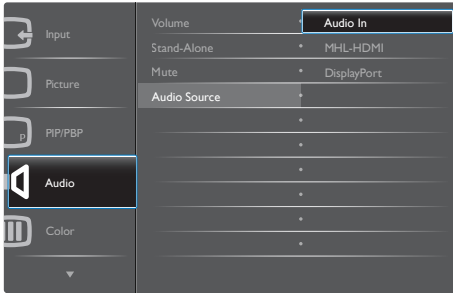 Input
Picture
P
PIP/PBP
Audio
Color
Volume
Stand-Alone
Mute
Audio Source
Audio In
MHL-HDMI
DisplayPort